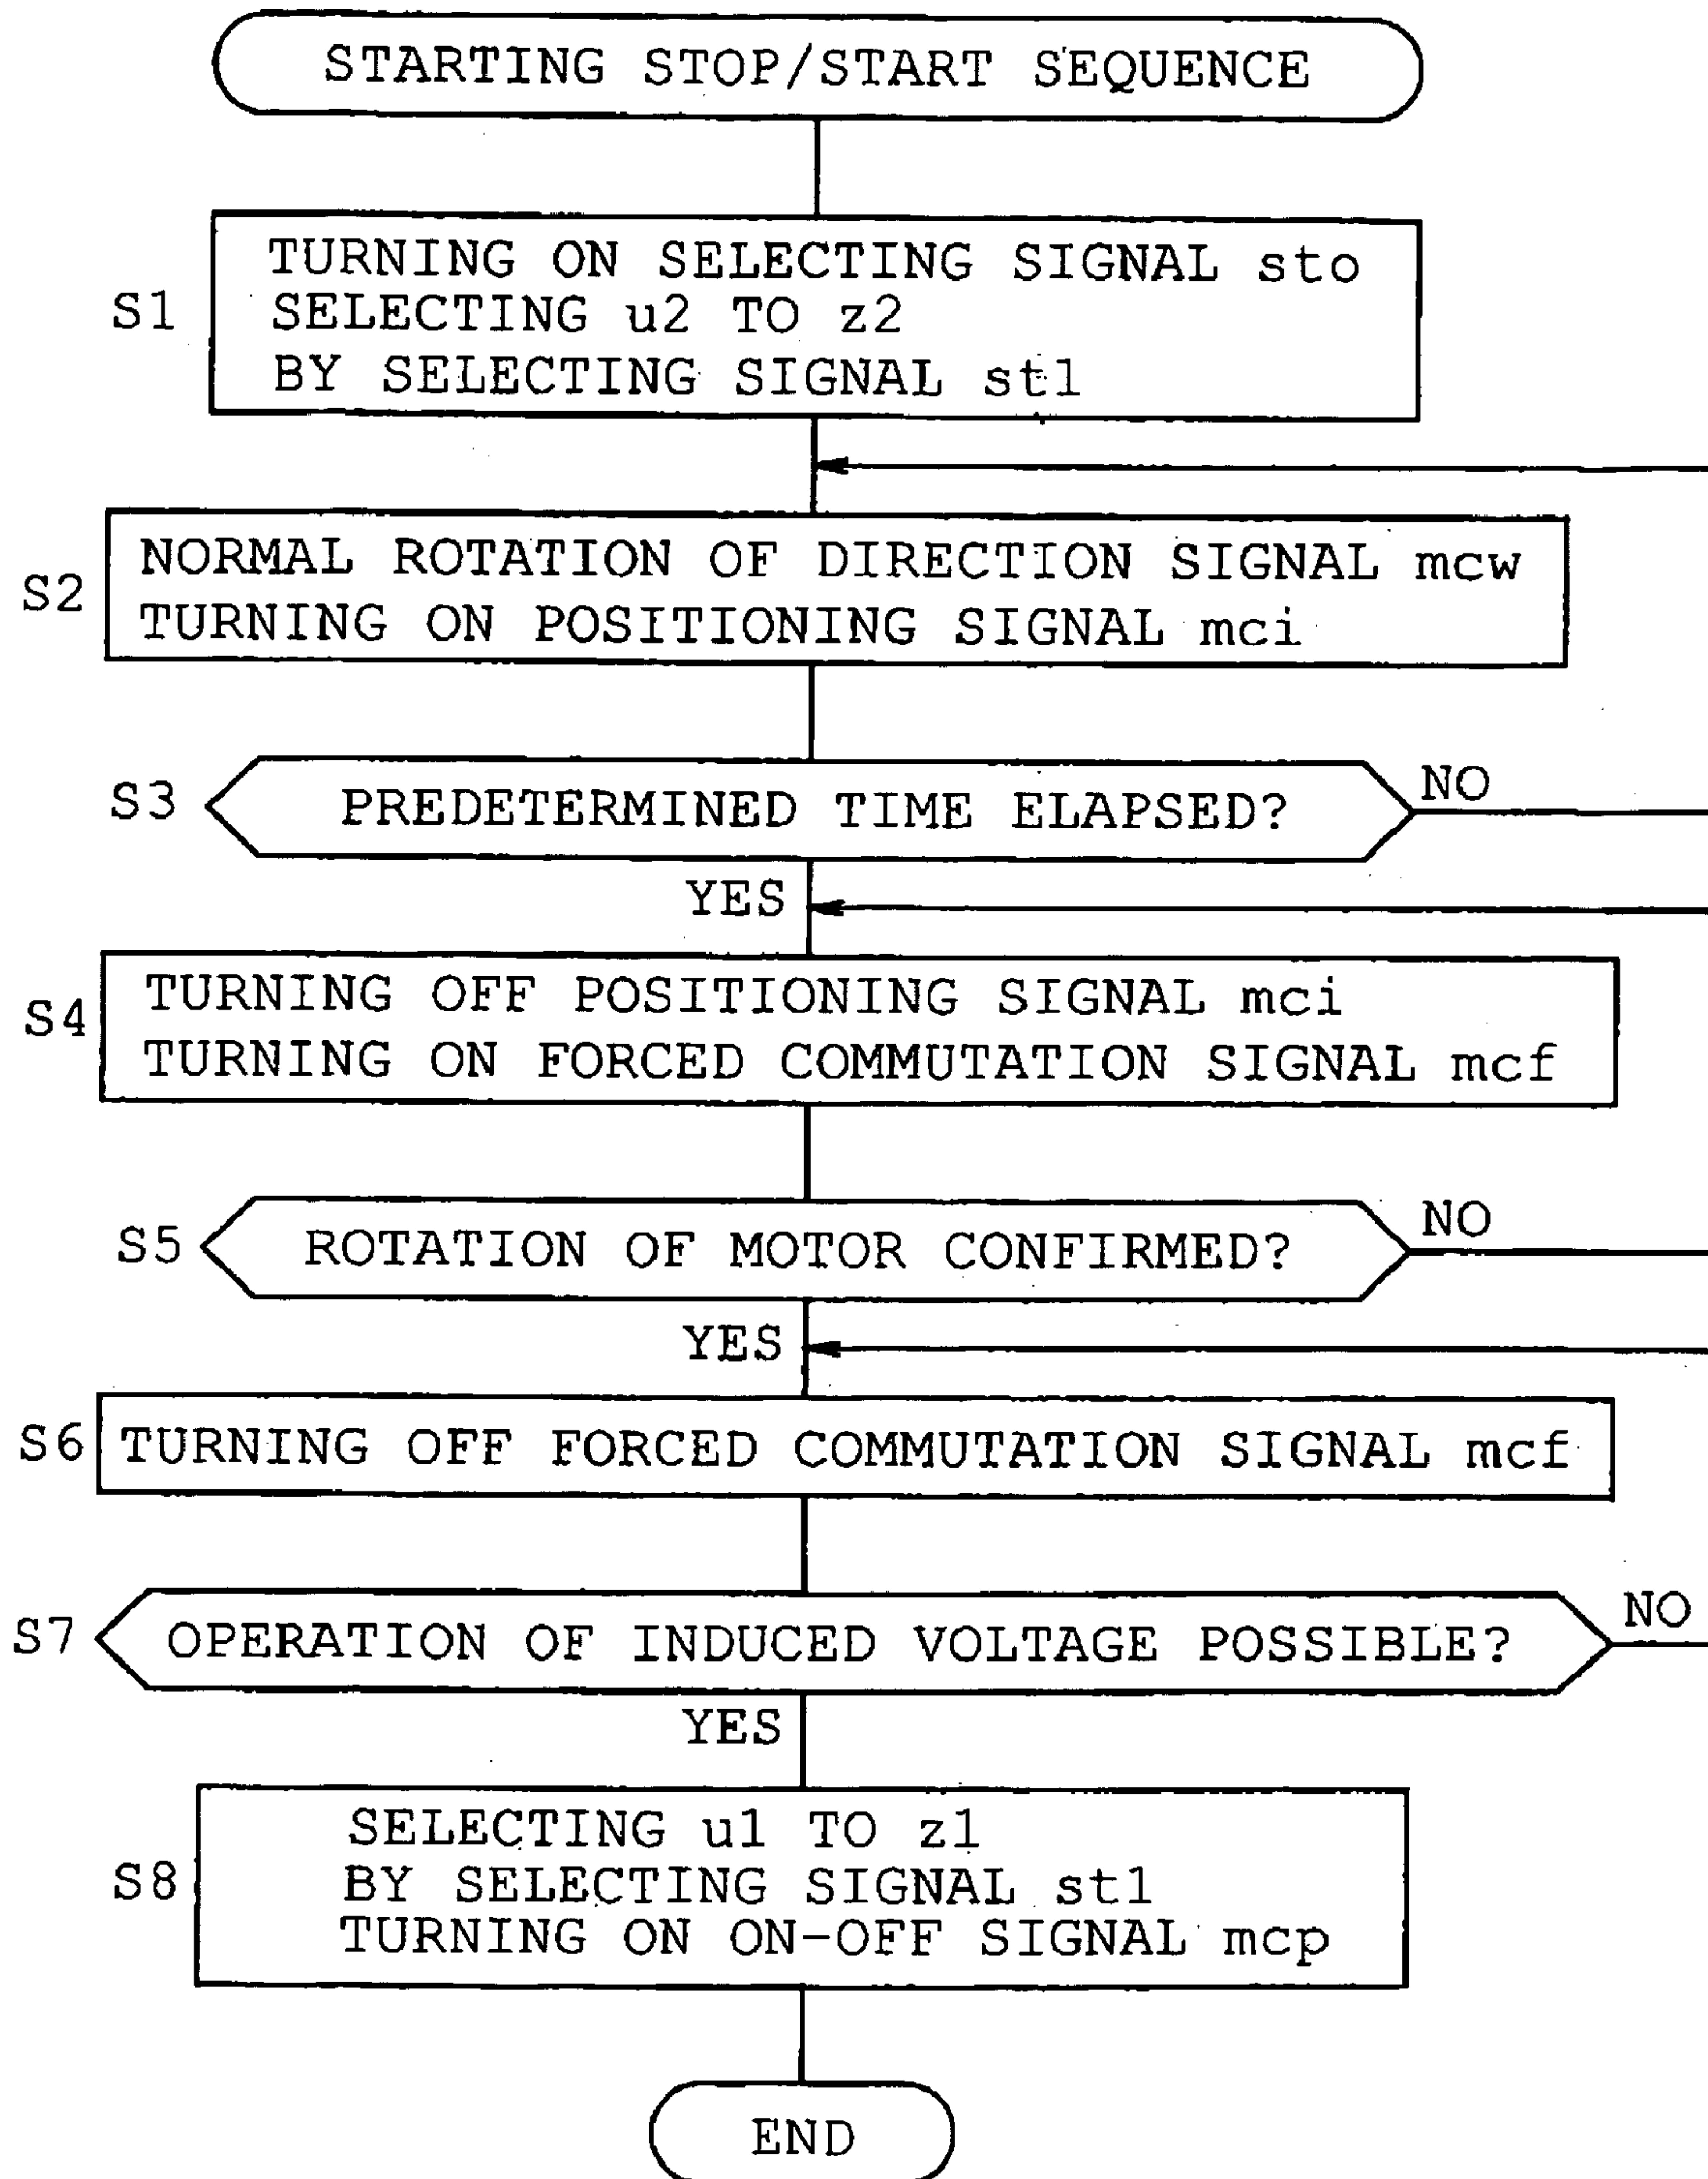 STARTING STOP/START SEQUENCE
S1
TURNING ON SELECTING SIGNAL sto
SELECTING u2 TO z2
BY SELECTING SIGNAL st1
S2
NORMAL ROTATION OF DIRECTION SIGNAL mcw
TURNING ON POSITIONING SIGNAL mci
S3
PREDETERMINED TIME ELAPSED?
NO
YES
S4
TURNING OFF POSITIONING SIGNAL mci
TURNING ON FORCED COMMUTATION SIGNAL mcf
S5
ROTATION OF MOTOR CONFIRMED?
NO
YES
S6
TURNING OFF FORCED COMMUTATION SIGNAL mcf
S7
OPERATION OF INDUCED VOLTAGE POSSIBLE?
NO
YES
S8
SELECTING u1 TO z1
BY SELECTING SIGNAL st1
TURNING ON ON-OFF SIGNAL mcp
END